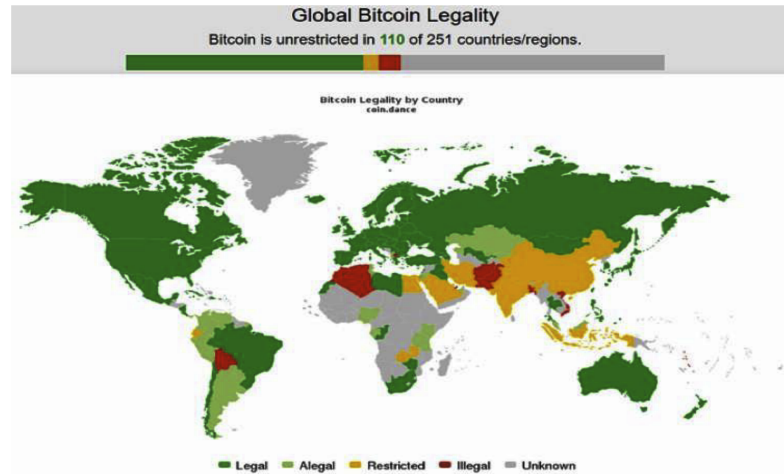 Global Bitcoin Legality
Bitcoin is unrestricted in 110 of 251 countries/regions.
Bitcoin Legality by Country
coin.dance
Legal Alegal Restricted Illegal Unknown